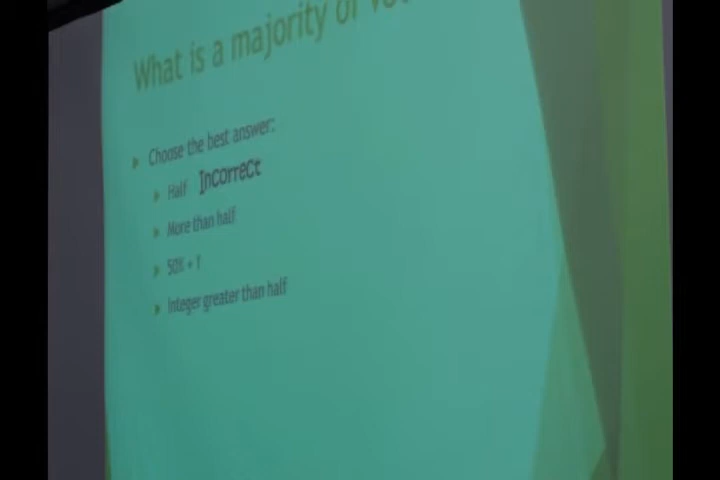 What is a majority of
Choose the best answer:
Half Incorrect
More than half
50% + 1
Integer greater than half